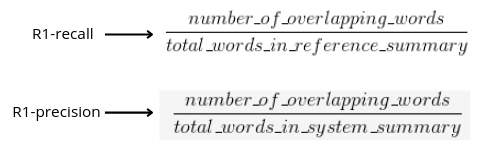 R1-recall
number_of_overlapping_words
total_words_in_reference_summary
R1-precision
number_of_overlapping_words
total_words_in_system_summary